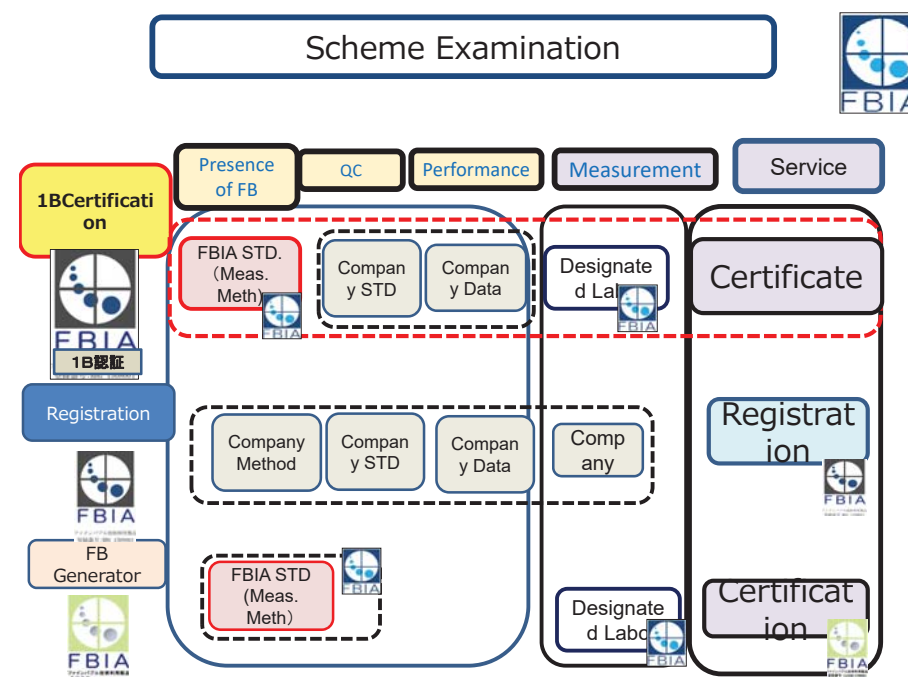 Scheme Examination
FBIA
Presence
of FB
QC
Performance
Measurement
Service
1BCertificati
on
FBIA STD.
(Meas.
Meth)
Compan
y STD
Compan
y Data
Designate
d Labo
Certificate
FBIA
FBIA
FBIA
1B認証
Registration
Company
Method
Compan
y STD
Compan
y Data
Comp
any
Registrat
ion
FBIA
FBIA
FB
Generator
FBIA STD
(Meas.
Meth)
FBIA
Designate
d Labo
Certificat
ion
FBIA
FBIA
FBIA